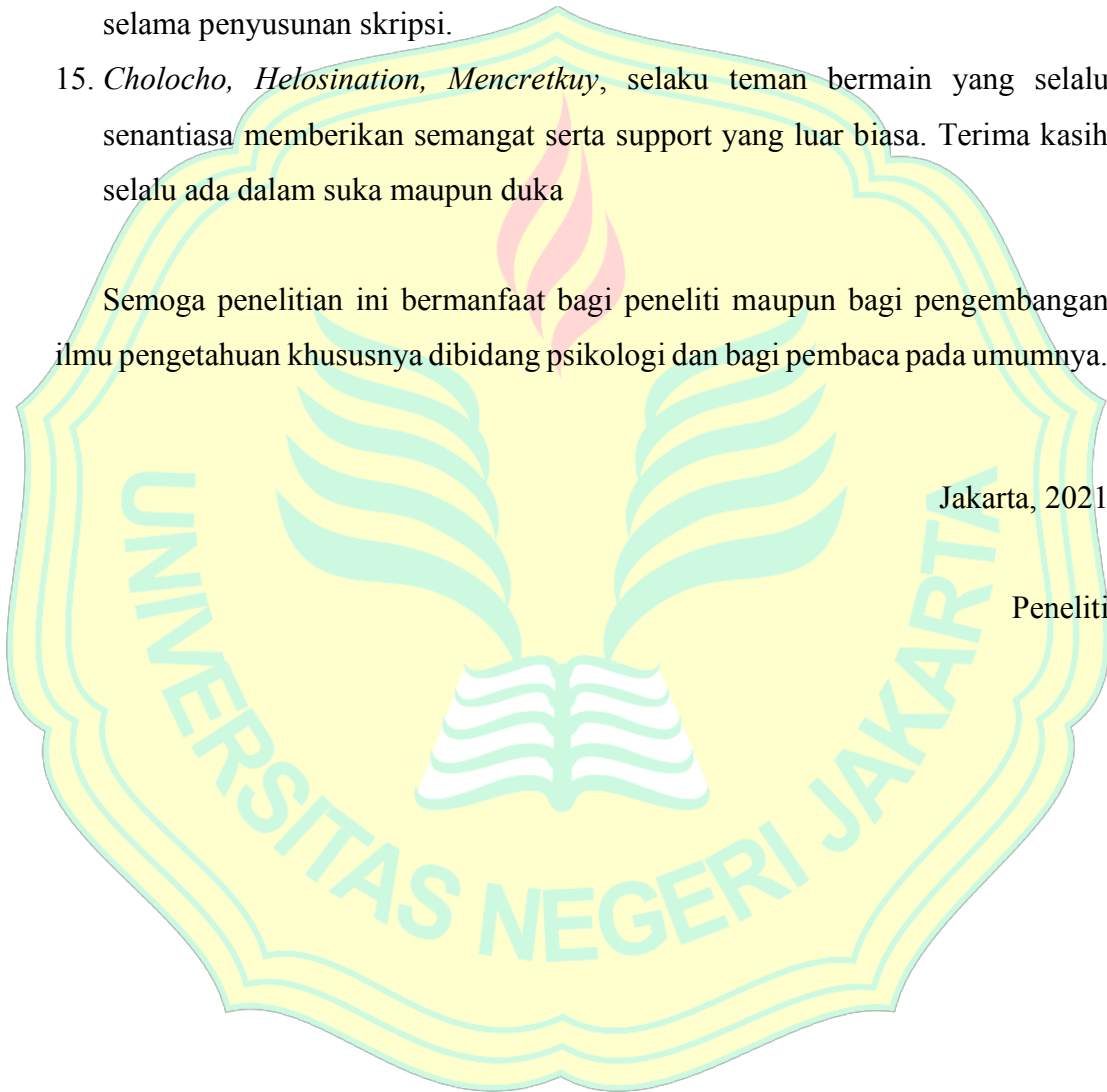 selama penyusunan skripsi.
15. Cholocho, Helosination, Mencretkuy, selaku teman bermain yang selalu
senantiasa memberikan semangat serta support yang luar biasa. Terima kasih
selalu ada dalam suka maupun duka
Semoga penelitian ini bermanfaat bagi peneliti maupun bagi pengembangan
ilmu pengetahuan khususnya dibidang psikologi dan bagi pembaca pada umumnya.
Jakarta, 2021
Peneliti
UNIVERSITAS NEGERI JAKARTA